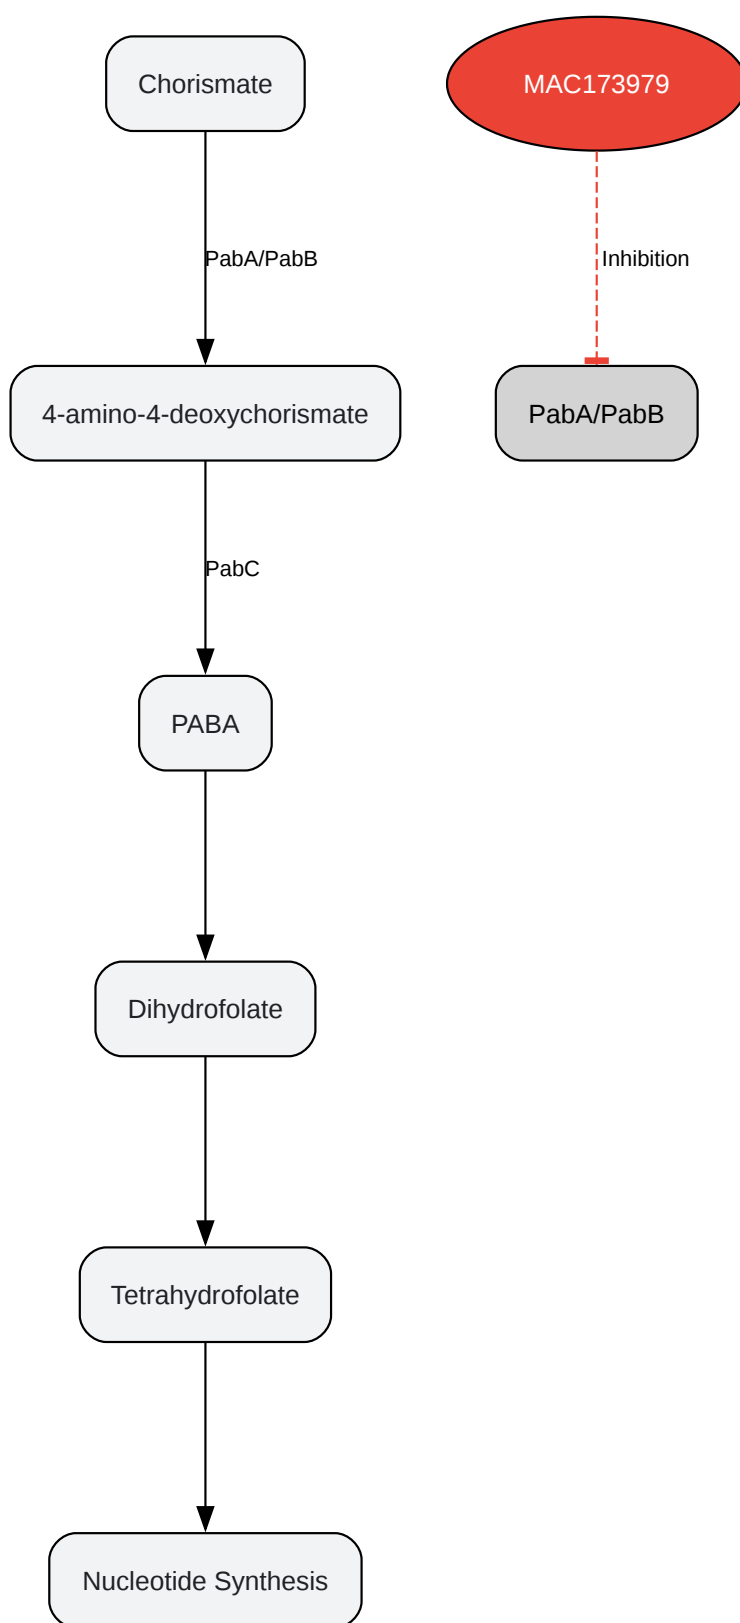 Chorismate
MAC173979
PabA/PabB
Inhibition
4-amino-4-deoxychorismate
PabA/PabB
PabC
PABA
Dihydrofolate
Tetrahydrofolate
Nucleotide Synthesis